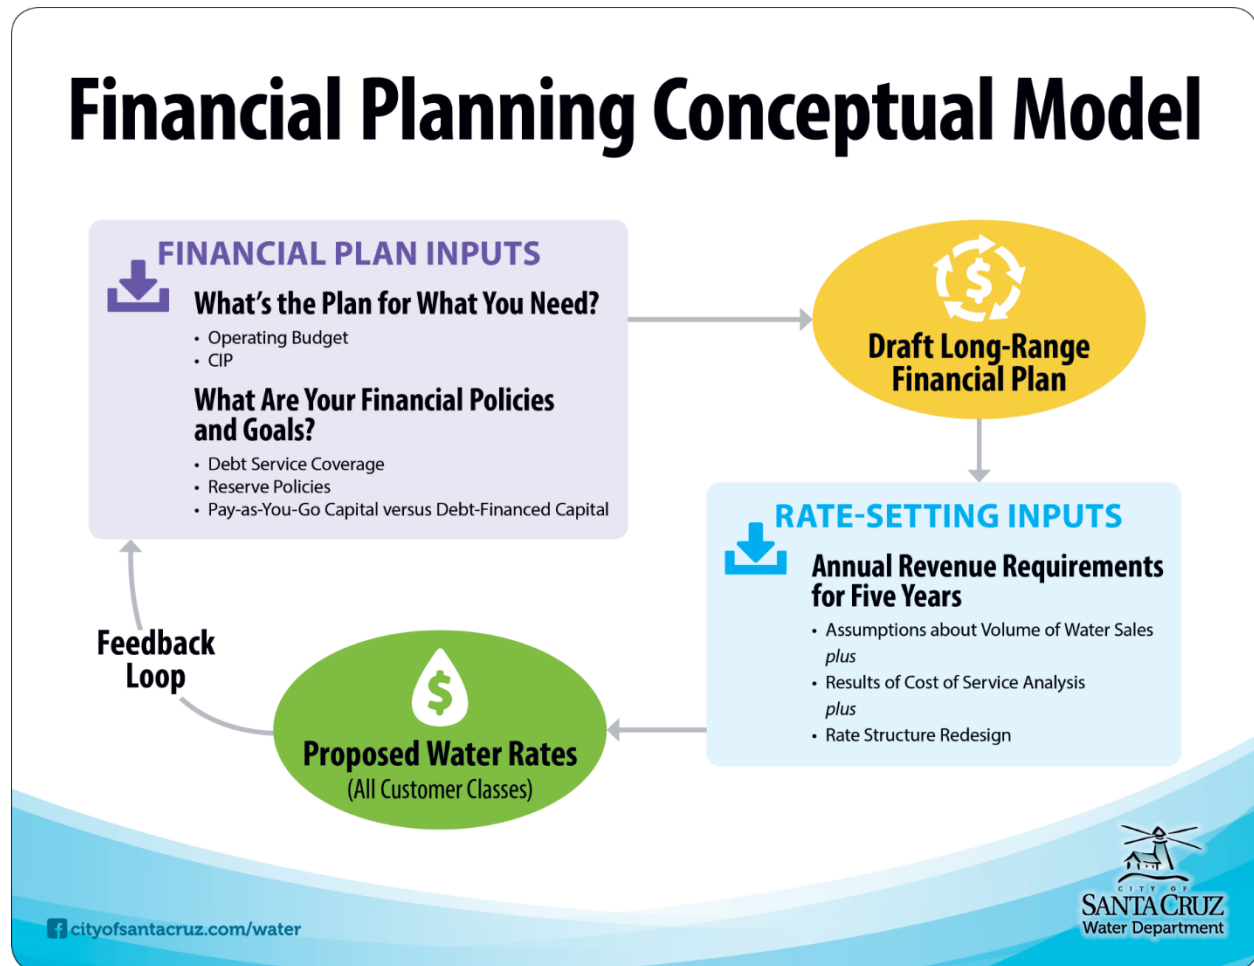 Financial Planning Conceptual Model
FINANCIAL PLAN INPUTS
What's the Plan for What You Need?
• Operating Budget
• CIP
What Are Your Financial Policies
and Goals?
• Debt Service Coverage
• Reserve Policies
• Pay-as-You-Go Capital versus Debt-Financed Capital
$
Draft Long-Range
Financial Plan
RATE-SETTING INPUTS
Annual Revenue Requirements
for Five Years
• Assumptions about Volume of Water Sales
plus
• Results of Cost of Service Analysis
plus
• Rate Structure Redesign
$
Proposed Water Rates
(All Customer Classes)
Feedback
Loop
f cityofsantacruz.com/water
CITY OF
SANTA CRUZ
Water Department